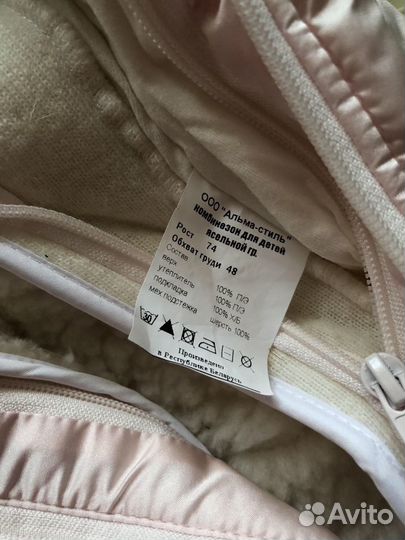 ООО "Альма-стиль"
комбинезон для детей
ясельной гр.
Рост 74
Обхват груди 48
Состав
верх 100% П/Э
утеплитель 100% П/Э
подкладка 100% Х/Б
мех подстежка шерсть 100%
30
Произведено
в Республике Беларусь
Avito